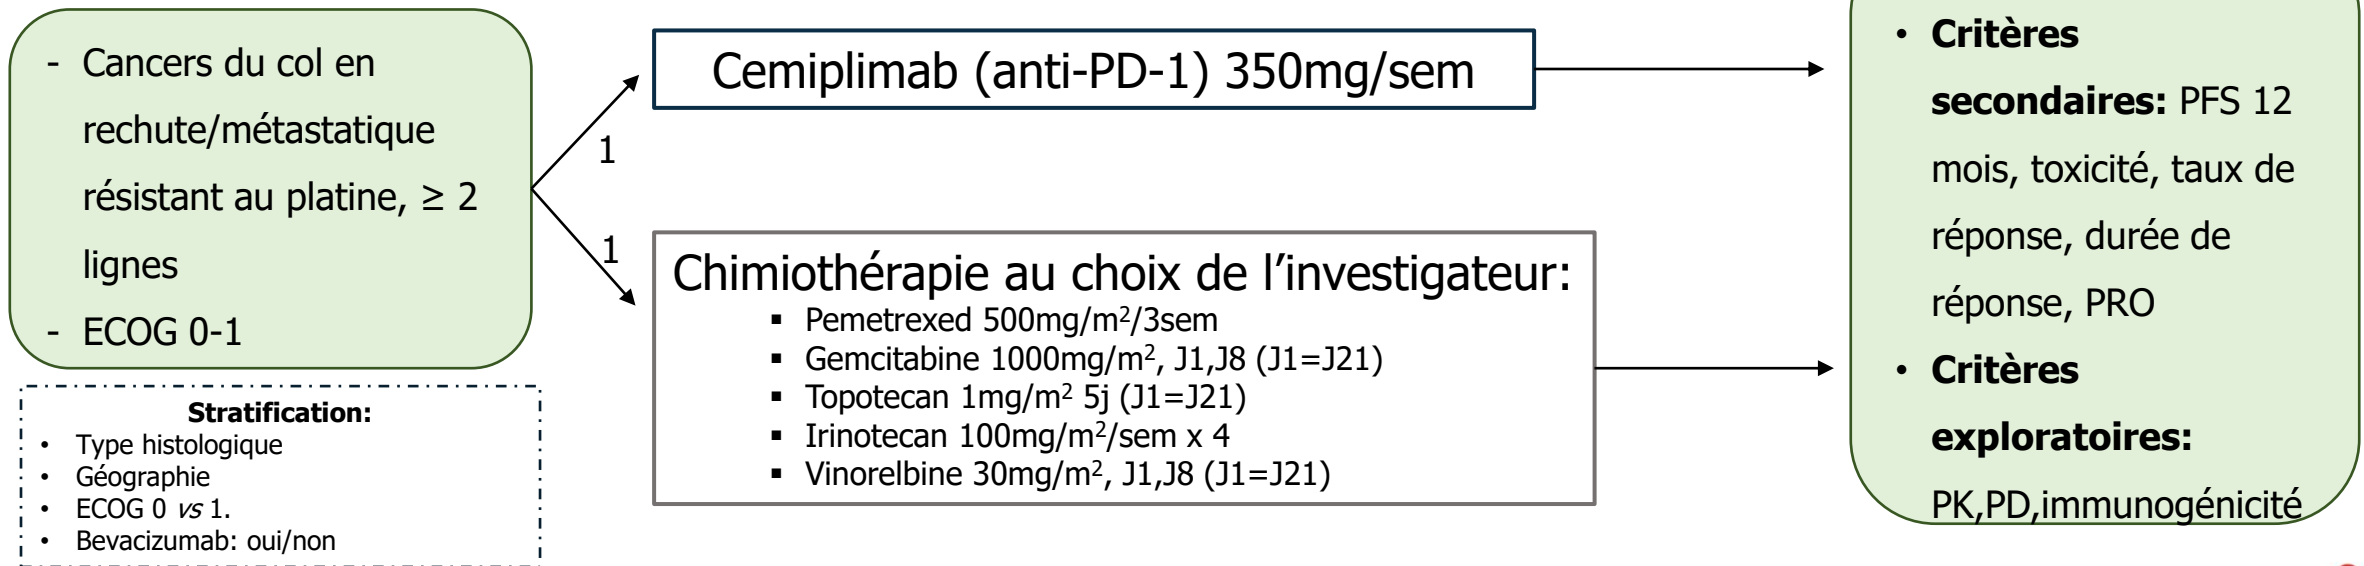 - Cancers du col en
rechute/métastatique
résistant au platine, ≥ 2
lignes
- ECOG 0-1
Stratification:
• Type histologique
• Géographie
• ECOG 0 vs 1.
• Bevacizumab: oui/non
1
1
Cemiplimab (anti-PD-1) 350mg/sem
Chimiothérapie au choix de l’investigateur:
▪ Pemetrexed 500mg/m²/3sem
▪ Gemcitabine 1000mg/m², J1,J8 (J1=J21)
▪ Topotecan 1mg/m² 5j (J1=J21)
▪ Irinotecan 100mg/m²/sem x 4
▪ Vinorelbine 30mg/m², J1,J8 (J1=J21)
• Critères
secondaires: PFS 12
mois, toxicité, taux de
réponse, durée de
réponse, PRO
• Critères
exploratoires:
PK,PD,immunogénicité